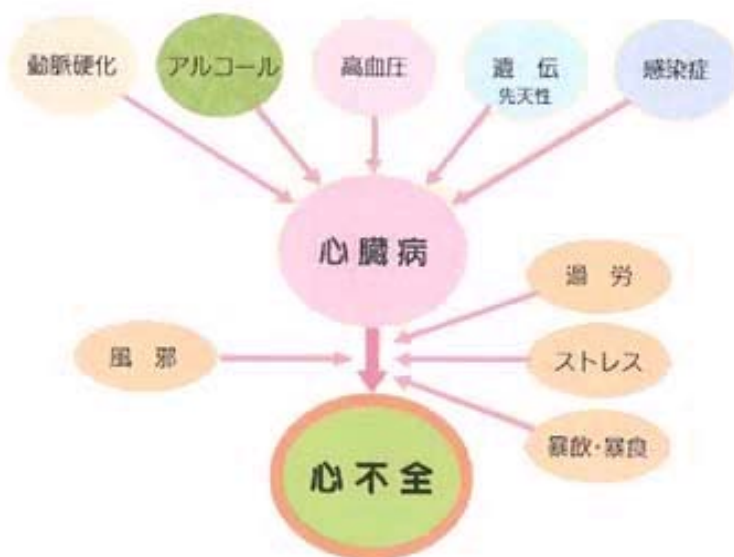 動脈硬化
アルコール
高血圧
遺 伝
先天性
感染症
心臓病
過 労
風 邪
ストレス
暴飲・暴食
心不全